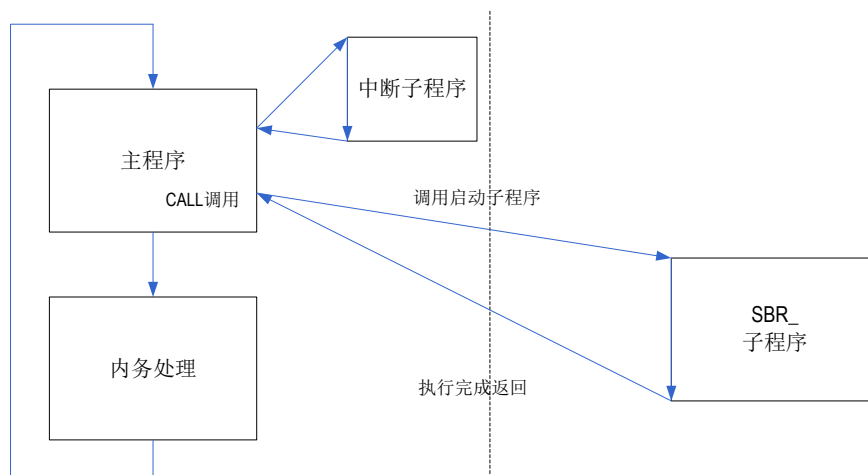 中断子程序
主程序
CALL调用
调用启动子程序
SBR_
子程序
内务处理
执行完成返回